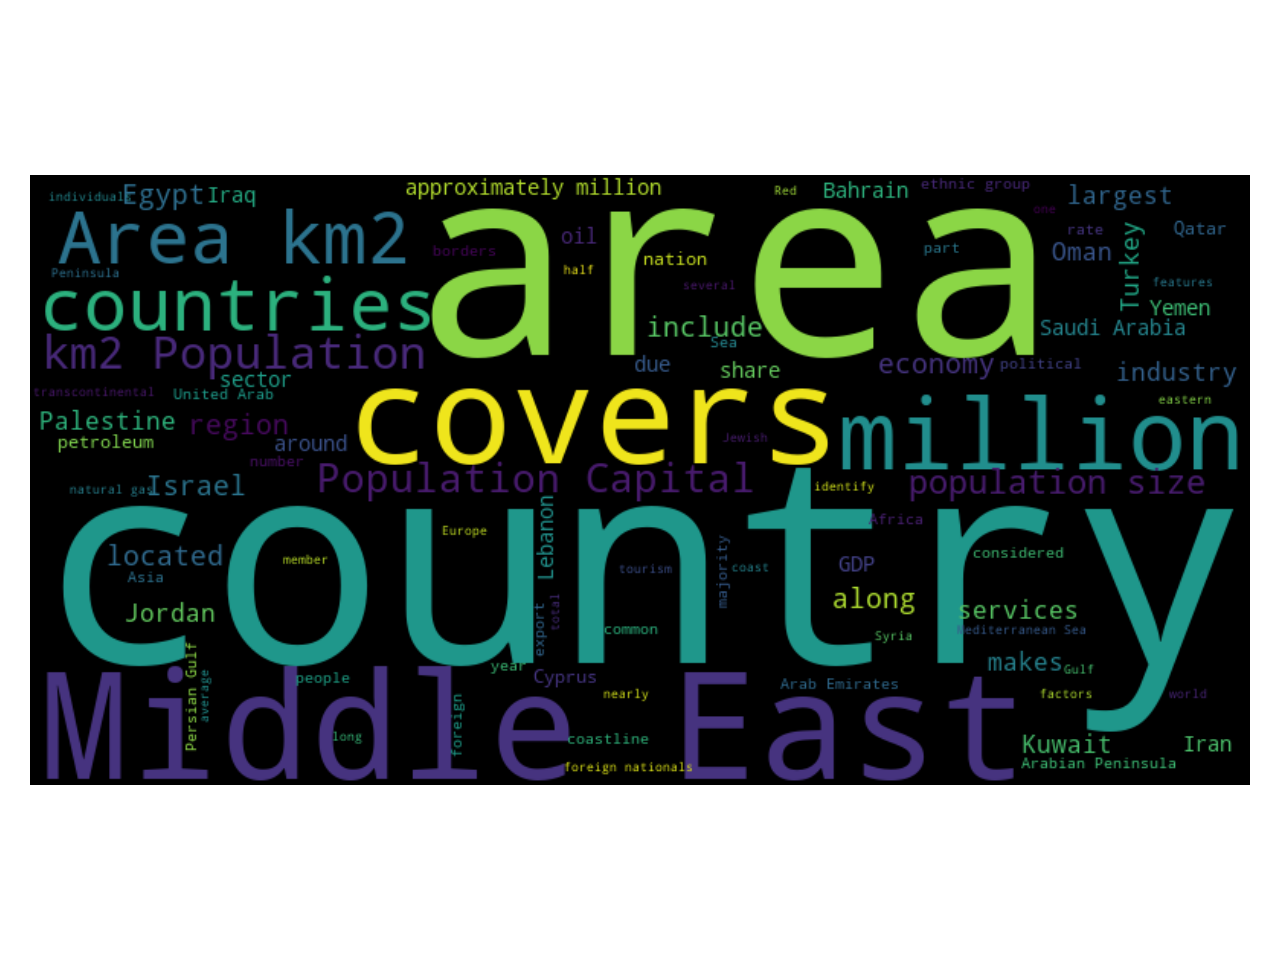 individual
Egypt
Iraq
approximately million
Red
Bahrain
ethnic group
largest
one
Area km2
area
oil
borders
half
nation
several
part
rate
Oman
Turkey
Qatar
Peninsula
features
countries
include
Sea
Yemen
Saudi Arabia
km2 Population
due
share
economy
political
industry
sector
transcontinental
United Arab
covers
million
eastern
Palestine
region
petroleum
around
Jewish
number
Population Capital
population size
natural gas
Israel
identify
country
Lebanon
Europe
Africa
majority
located
Asia
member
tourism
coast
GDP
considered
Jordan
export
total
common
along
services
Syria
Mediterranean Sea
Persian Gulf
average
people
year
Cyprus
makes
Gulf
Middle East
foreign
nearly
Arab Emirates
factors
world
long
coastline
foreign nationals
Kuwait
Iran
Arabian Peninsula